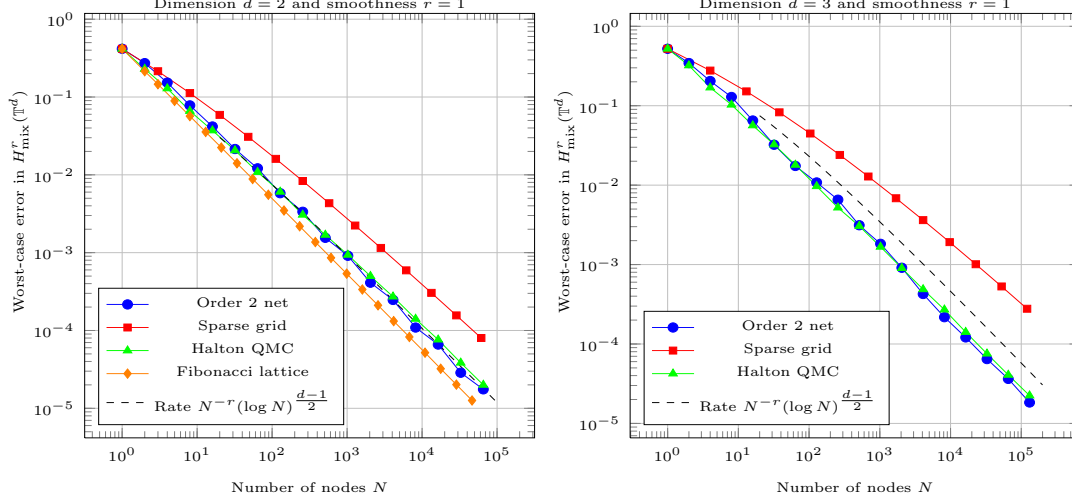 Dimension d = 2 and smoothness r = 1
Worst-case error in H^r_mix(𝕋^d)
10^0
10^−1
10^−2
10^−3
10^−4
10^−5
Order 2 net
Sparse grid
Halton QMC
Fibonacci lattice
Rate N^−r(log N)^(d−1)/2
10^0 10^1 10^2 10^3 10^4 10^5
Number of nodes N
Dimension d = 3 and smoothness r = 1
Worst-case error in H^r_mix(𝕋^d)
10^0
10^−1
10^−2
10^−3
10^−4
10^−5
Order 2 net
Sparse grid
Halton QMC
Rate N^−r(log N)^(d−1)/2
10^0 10^1 10^2 10^3 10^4 10^5
Number of nodes N